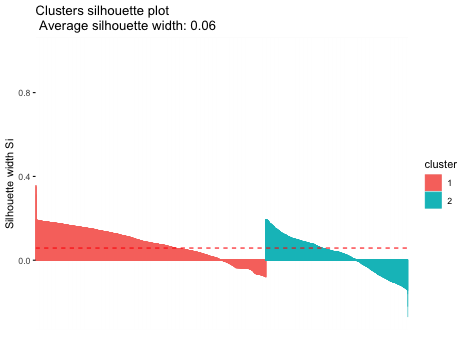 Clusters silhouette plot
Average silhouette width: 0.06
0.8
0.4
0.0
Silhouette width Si
cluster
1
2